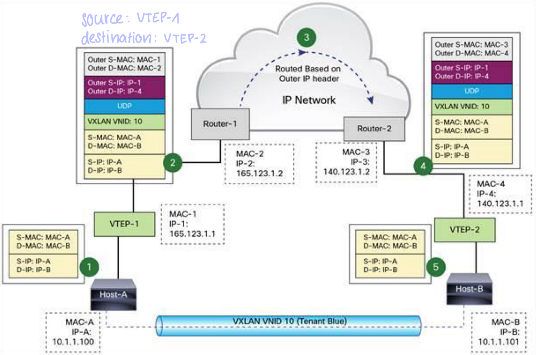 source: VTEP-1
destination: VTEP-2
Outer S-MAC: MAC-1
Outer D-MAC: MAC-2
Outer S-IP: IP-1
Outer D-IP: IP-4
UDP
VXLAN VNID: 10
S-MAC: MAC-A
D-MAC: MAC-B
S-IP: IP-A
D-IP: IP-B
2
3
Routed Based on
Outer IP header
IP Network
Router-1
Router-2
MAC-2
IP-2:
165.123.1.2
MAC-3
IP-3:
140.123.1.2
Outer S-MAC: MAC-3
Outer D-MAC: MAC-4
Outer S-IP: IP-1
Outer D-IP: IP-4
UDP
VXLAN VNID: 10
S-MAC: MAC-A
D-MAC: MAC-B
S-IP: IP-A
D-IP: IP-B
4
VTEP-1
MAC-1
IP-1:
165.123.1.1
MAC-4
IP-4:
140.123.1.1
VTEP-2
S-MAC: MAC-A
D-MAC: MAC-B
S-IP: IP-A
D-IP: IP-B
1
Host-A
S-MAC: MAC-A
D-MAC: MAC-B
S-IP: IP-A
D-IP: IP-B
5
Host-B
MAC-A
IP-A:
10.1.1.100
VXLAN VNID 10 (Tenant Blue)
MAC-B
IP-B:
10.1.1.101